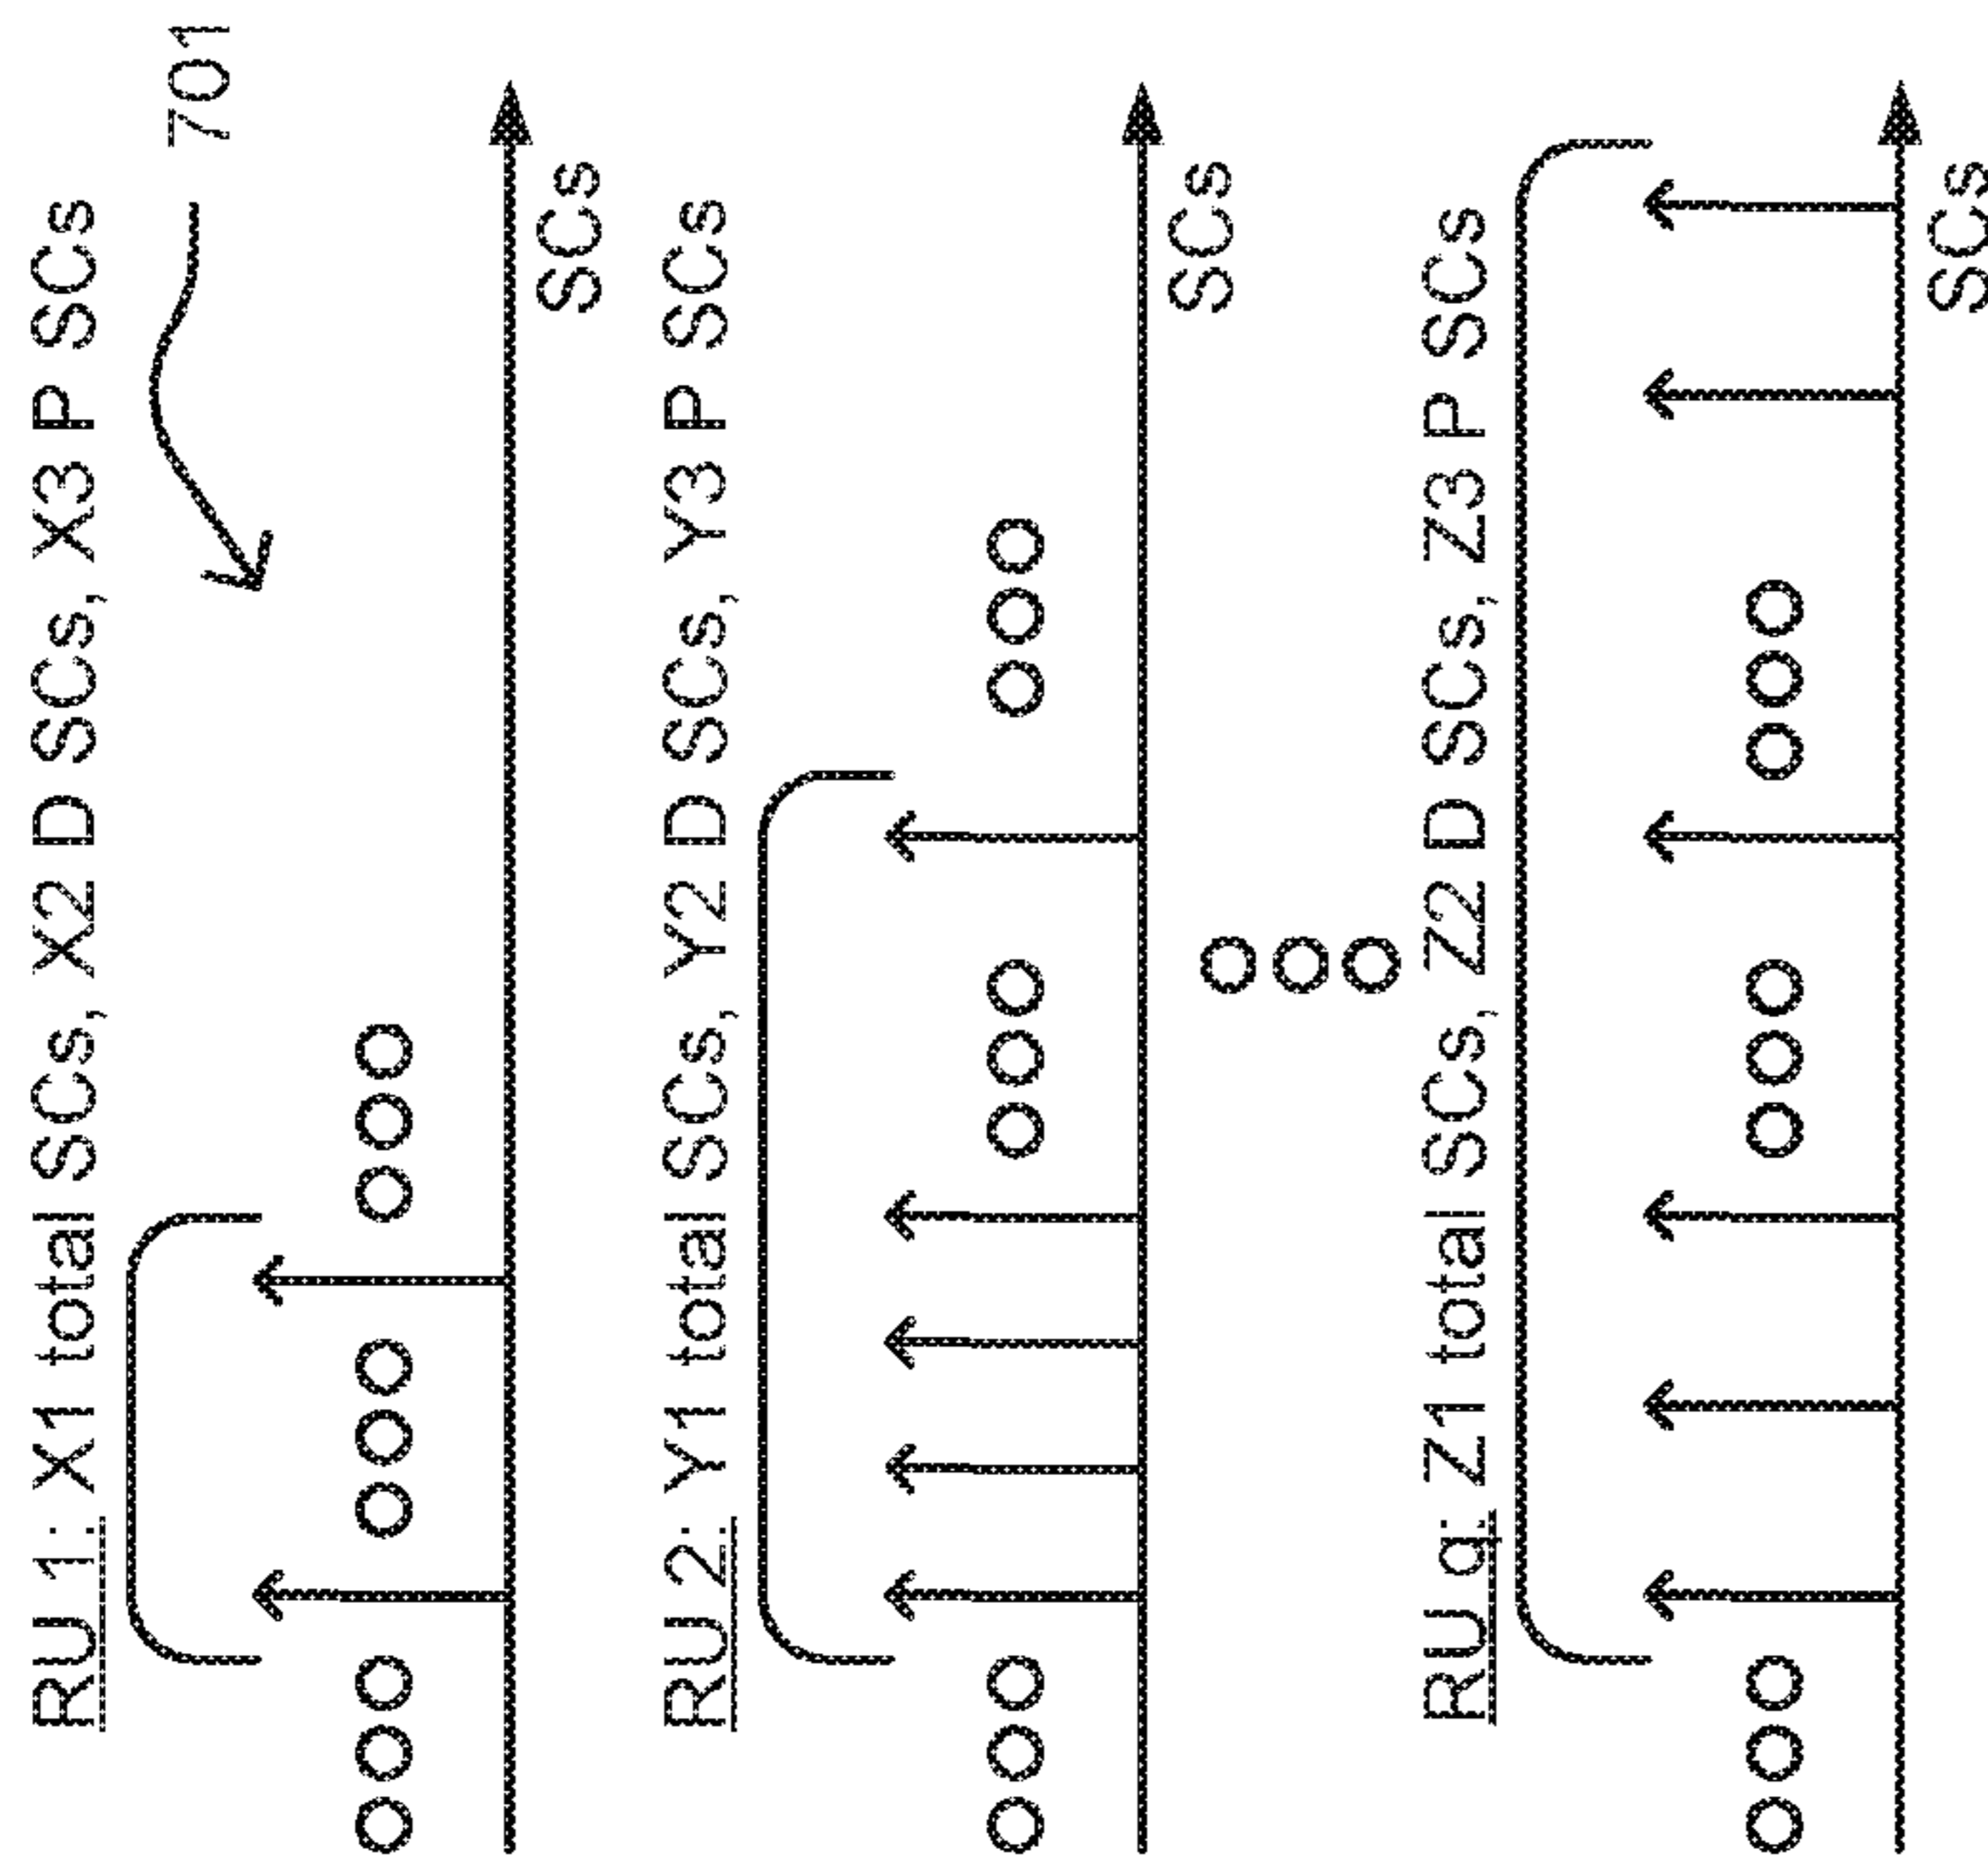 RU 1: X1 total SCs, X2 D SCs, X3 P SCs
701
SCs
RU 2: Y1 total SCs, Y2 D SCs, Y3 P SCs
SCs
RU q: Z1 total SCs, Z2 D SCs, Z3 P SCs
SCs